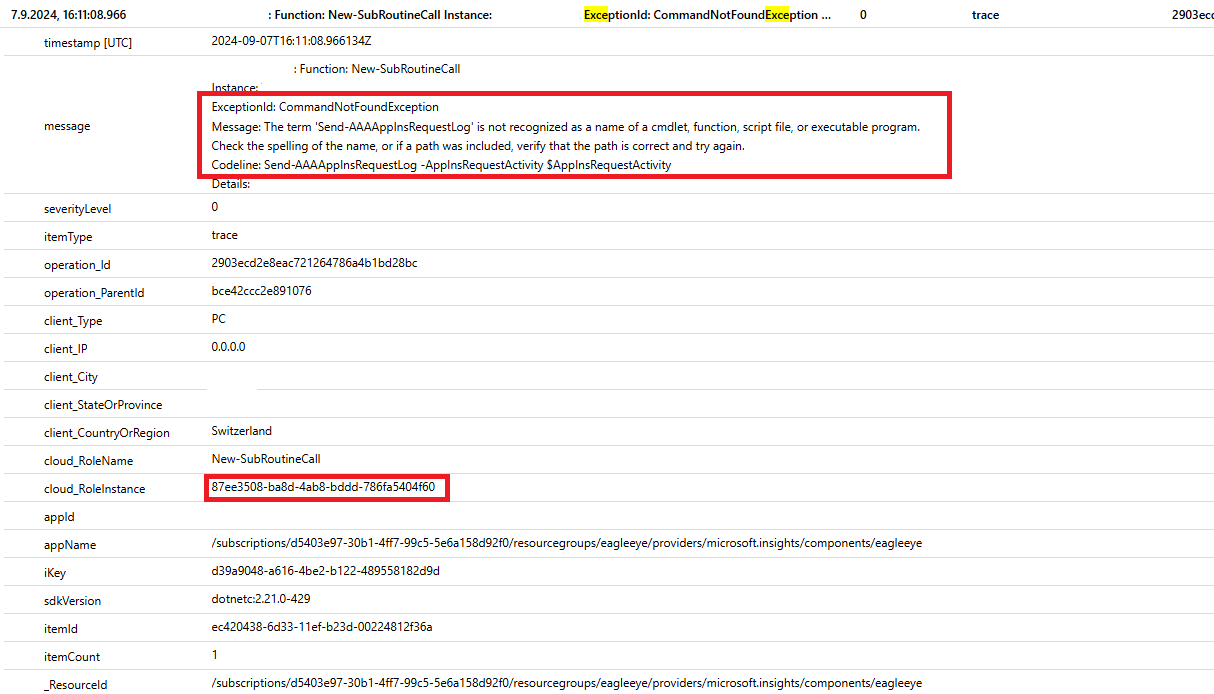 7.9.2024, 16:11:08.966 : Function: New-SubRoutineCall Instance: ExceptionId: CommandNotFoundException ... 0 trace 2903ecd
timestamp [UTC] 2024-09-07T16:11:08.966134Z
: Function: New-SubRoutineCall
Instance:
ExceptionId: CommandNotFoundException
message Message: The term 'Send-AAAAppInsRequestLog' is not recognized as a name of a cmdlet, function, script file, or executable program.
Check the spelling of the name, or if a path was included, verify that the path is correct and try again.
Codeline: Send-AAAAppInsRequestLog -AppInsRequestActivity $AppInsRequestActivity
Details:
severityLevel 0
itemType trace
operation_Id 2903ecd2e8eac721264786a4b1bd28bc
operation_ParentId bce42ccc2e891076
client_Type PC
client_IP 0.0.0.0
client_City
client_StateOrProvince
client_CountryOrRegion Switzerland
cloud_RoleName New-SubRoutineCall
cloud_RoleInstance 87ee3508-ba8d-4ab8-bddd-786fa5404f60
appId
appName /subscriptions/d5403e97-30b1-4ff7-99c5-5e6a158d92f0/resourcegroups/eagleeye/providers/microsoft.insights/components/eagleeye
iKey d39a9048-a616-4be2-b122-489558182d9d
sdkVersion dotnetc:2.21.0-429
itemId ec420438-6d33-11ef-b23d-00224812f36a
itemCount 1
_ResourceId /subscriptions/d5403e97-30b1-4ff7-99c5-5e6a158d92f0/resourcegroups/eagleeye/providers/microsoft.insights/components/eagleeye